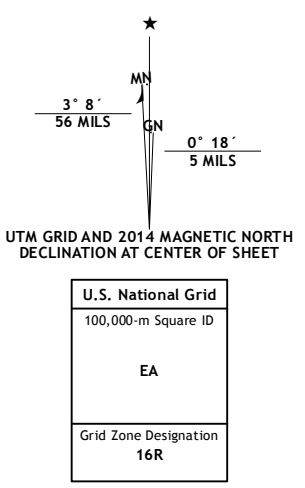 MN
GN
3° 8´
56 MILS
0° 18´
5 MILS
UTM GRID AND 2014 MAGNETIC NORTH
DECLINATION AT CENTER OF SHEET
U.S. National Grid
100,000-m Square ID
EA
Grid Zone Designation
16R